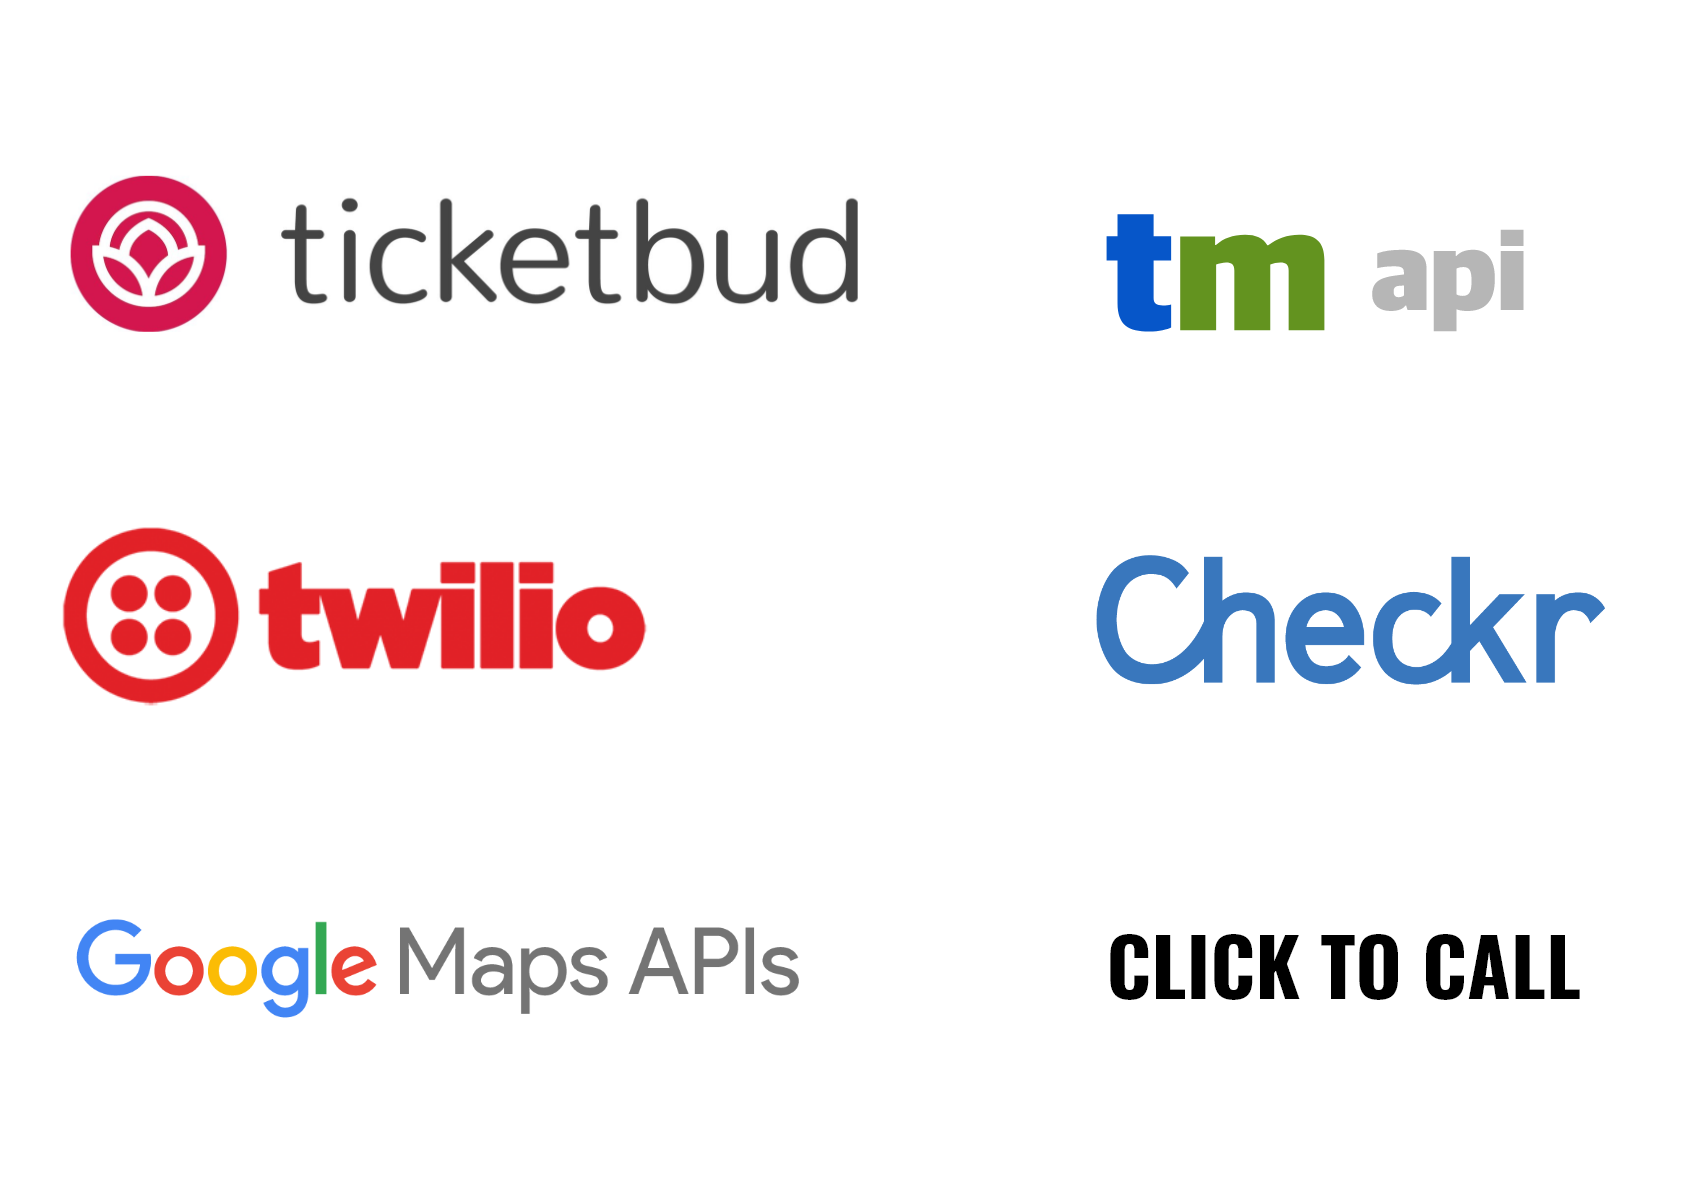 ticketbud
tm api
twilio
Checkr
Google Maps APIs
CLICK TO CALL